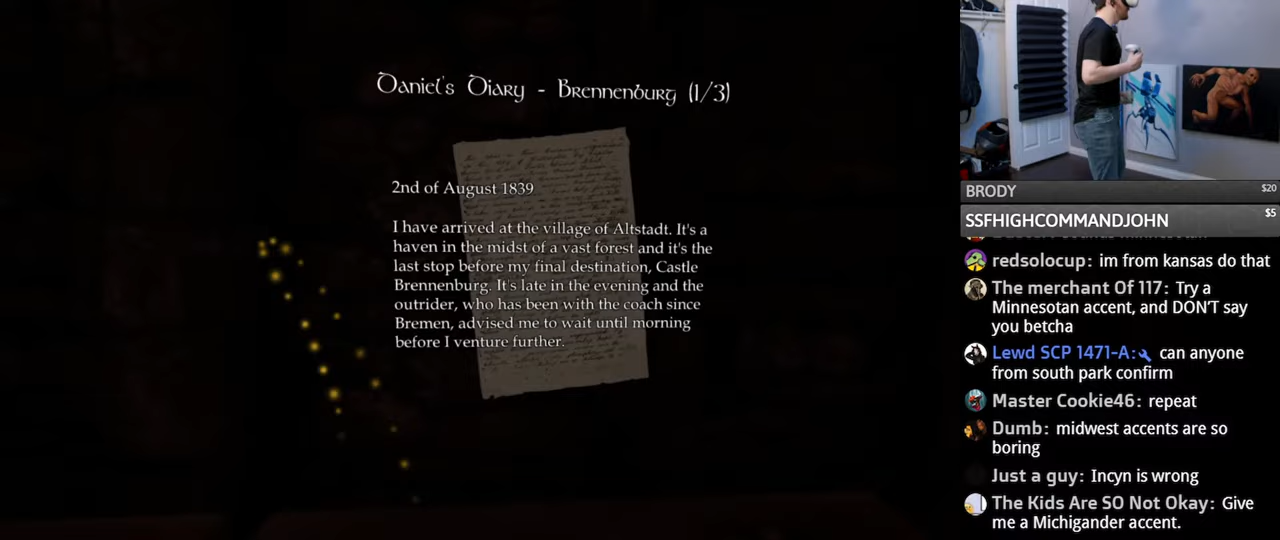 Daniel's Diary - Brennenburg (1/3)
2nd of August 1839
I have arrived at the village of Altstadt. It's a
haven in the midst of a vast forest and it's the
last stop before my final destination, Castle
Brennenburg. It's late in the evening and the
outrider, who has been with the coach since
Bremen, advised me to wait until morning
before I venture further.
BRODY $20
SSFHIGHCOMMANDJOHN $5
redsolocup: im from kansas do that
The merchant Of 117: Try a
Minnesotan accent, and DON'T say
you betcha
Lewd SCP 1471-A: can anyone
from south park confirm
Master Cookie46: repeat
Dumb: midwest accents are so
boring
Just a guy: Incyn is wrong
The Kids Are SO Not Okay: Give
me a Michigander accent.